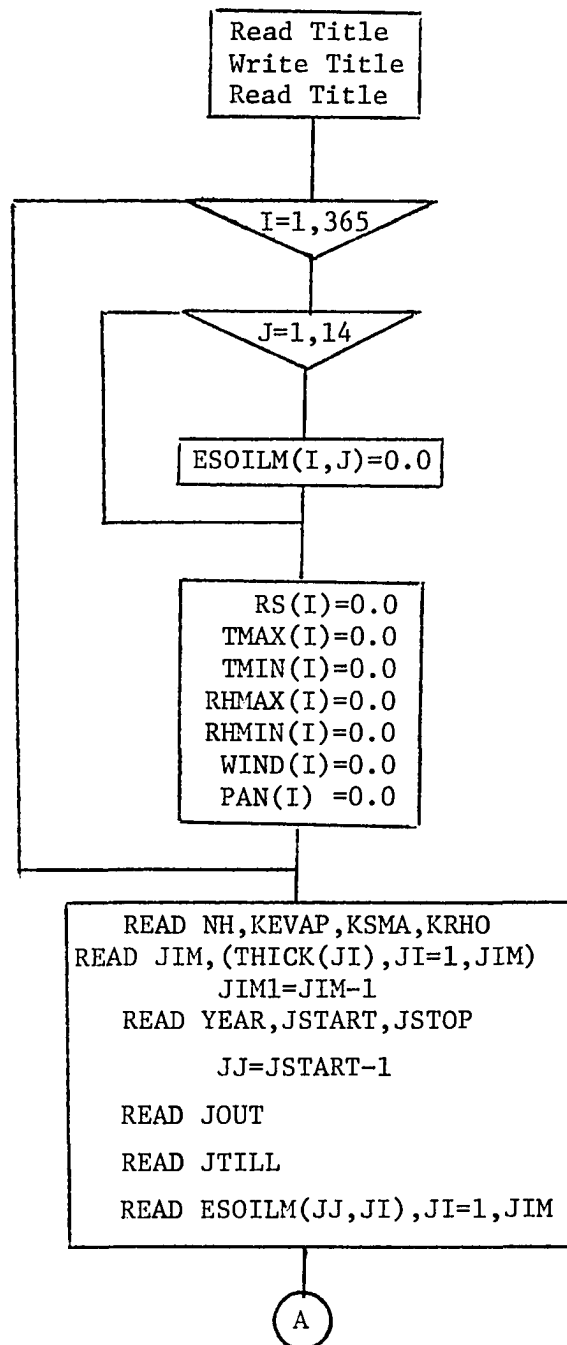 Read Title
Write Title
Read Title
I=1,365
J=1,14
ESOILM(I,J)=0.0
RS(I)=0.0
TMAX(I)=0.0
TMIN(I)=0.0
RHMAX(I)=0.0
RHMIN(I)=0.0
WIND(I)=0.0
PAN(I) =0.0
READ NH,KEVAP,KSMA,KRHO
READ JIM,(THICK(JI),JI=1,JIM)
JIM1=JIM-1
READ YEAR,JSTART,JSTOP
JJ=JSTART-1
READ JOUT
READ JTILL
READ ESOILM(JJ,JI),JI=1,JIM
A